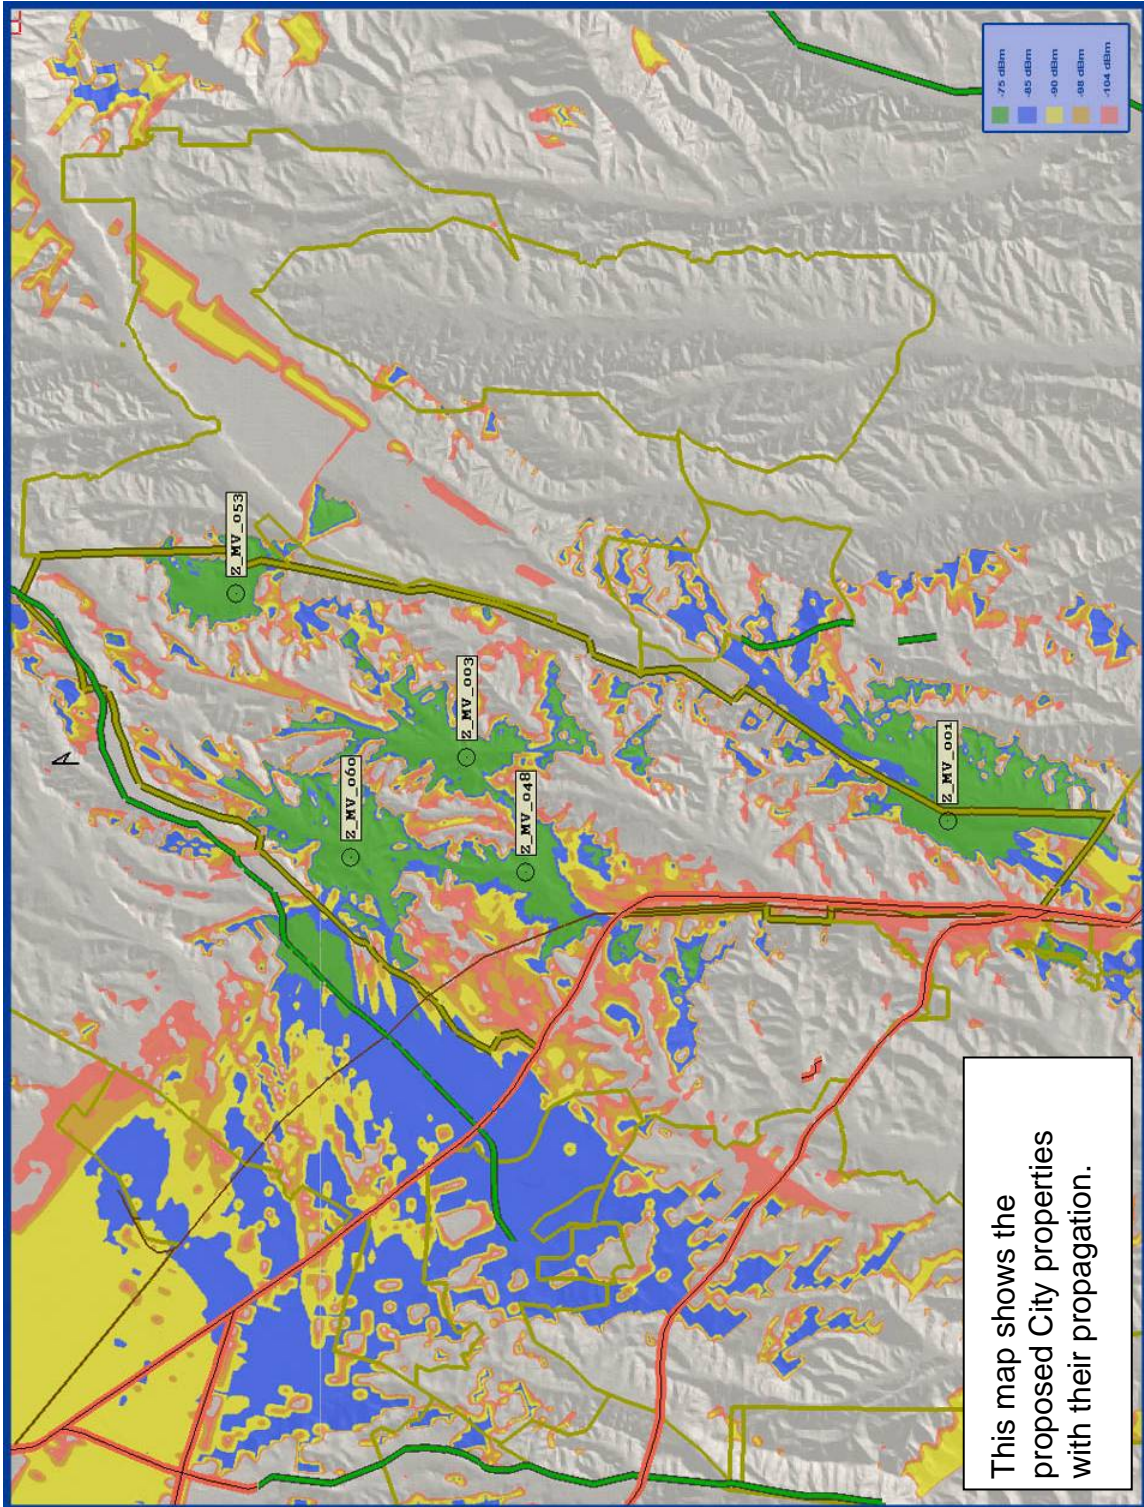 Z_MV_053
Z_MV_090
Z_MV_003
Z_MV_048
Z_MV_001
This map shows the
proposed City properties
with their propagation.
-75 dBm
-85 dBm
-90 dBm
-98 dBm
-104 dBm